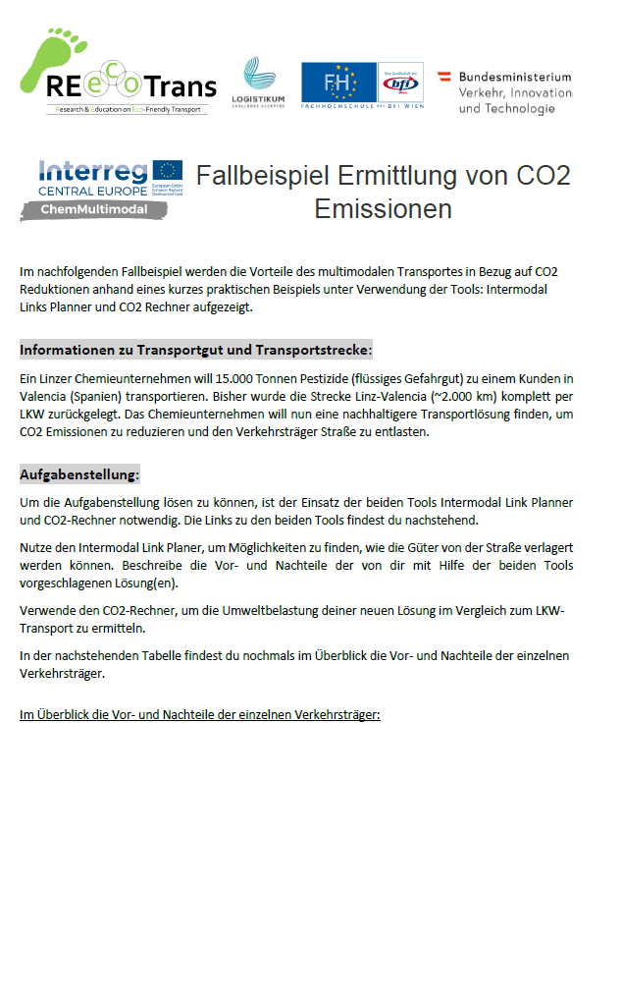 REecoTrans
Research & Education on Eco-Friendly Transport
LOGISTIKUM
CHALLENGE ACCEPTED
FH
Eine Gesellschaft des
bfi
Wien
FACHHOCHSCHULE DES BFI WIEN
Bundesministerium
Verkehr, Innovation
und Technologie
Interreg
CENTRAL EUROPE
European Union
European Regional
Development Fund
ChemMultimodal
Fallbeispiel Ermittlung von CO2
Emissionen
Im nachfolgenden Fallbeispiel werden die Vorteile des multimodalen Transportes in Bezug auf CO2
Reduktionen anhand eines kurzes praktischen Beispiels unter Verwendung der Tools: Intermodal
Links Planner und CO2 Rechner aufgezeigt.
Informationen zu Transportgut und Transportstrecke:
Ein Linzer Chemieunternehmen will 15.000 Tonnen Pestizide (flüssiges Gefahrgut) zu einem Kunden in
Valencia (Spanien) transportieren. Bisher wurde die Strecke Linz-Valencia (~2.000 km) komplett per
LKW zurückgelegt. Das Chemieunternehmen will nun eine nachhaltigere Transportlösung finden, um
CO2 Emissionen zu reduzieren und den Verkehrsträger Straße zu entlasten.
Aufgabenstellung:
Um die Aufgabenstellung lösen zu können, ist der Einsatz der beiden Tools Intermodal Link Planner
und CO2-Rechner notwendig. Die Links zu den beiden Tools findest du nachstehend.
Nutze den Intermodal Link Planer, um Möglichkeiten zu finden, wie die Güter von der Straße verlagert
werden können. Beschreibe die Vor- und Nachteile der von dir mit Hilfe der beiden Tools
vorgeschlagenen Lösung(en).
Verwende den CO2-Rechner, um die Umweltbelastung deiner neuen Lösung im Vergleich zum LKW-
Transport zu ermitteln.
In der nachstehenden Tabelle findest du nochmals im Überblick die Vor- und Nachteile der einzelnen
Verkehrsträger.
Im Überblick die Vor- und Nachteile der einzelnen Verkehrsträger: